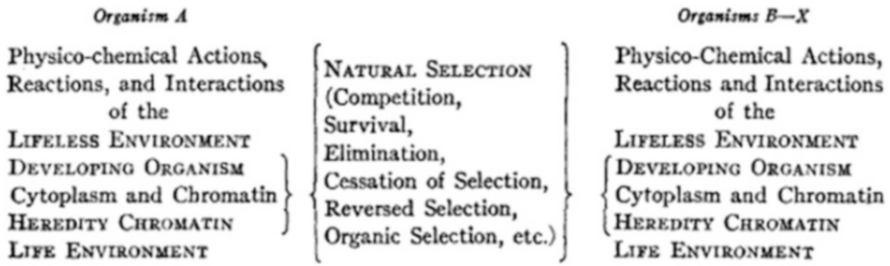 Organism A
Physico-chemical Actions,
Reactions, and Interactions
of the
LIFELESS ENVIRONMENT
DEVELOPING ORGANISM
Cytoplasm and Chromatin
HEREDITY CHROMATIN
LIFE ENVIRONMENT
NATURAL SELECTION
(Competition,
Survival,
Elimination,
Cessation of Selection,
Reversed Selection,
Organic Selection, etc.)
Organisms B—X
Physico-Chemical Actions,
Reactions and Interactions
of the
LIFELESS ENVIRONMENT
DEVELOPING ORGANISM
Cytoplasm and Chromatin
HEREDITY CHROMATIN
LIFE ENVIRONMENT